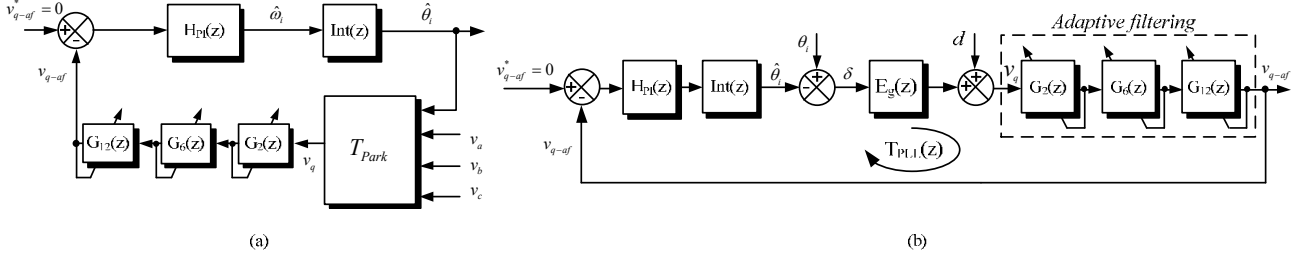 v*q-af = 0
+
-
HPI(z)
ω̂i
Int(z)
θ̂i
vq-af
G12(z)
G6(z)
G2(z)
vq
TPark
va
vb
vc
(a)
v*q-af = 0
+
-
HPI(z)
Int(z)
θ̂i
θi
+
-
δ
Eg(z)
d
+
+
vq
Adaptive filtering
G2(z)
G6(z)
G12(z)
vq-af
TPLL(z)
vq-af
(b)